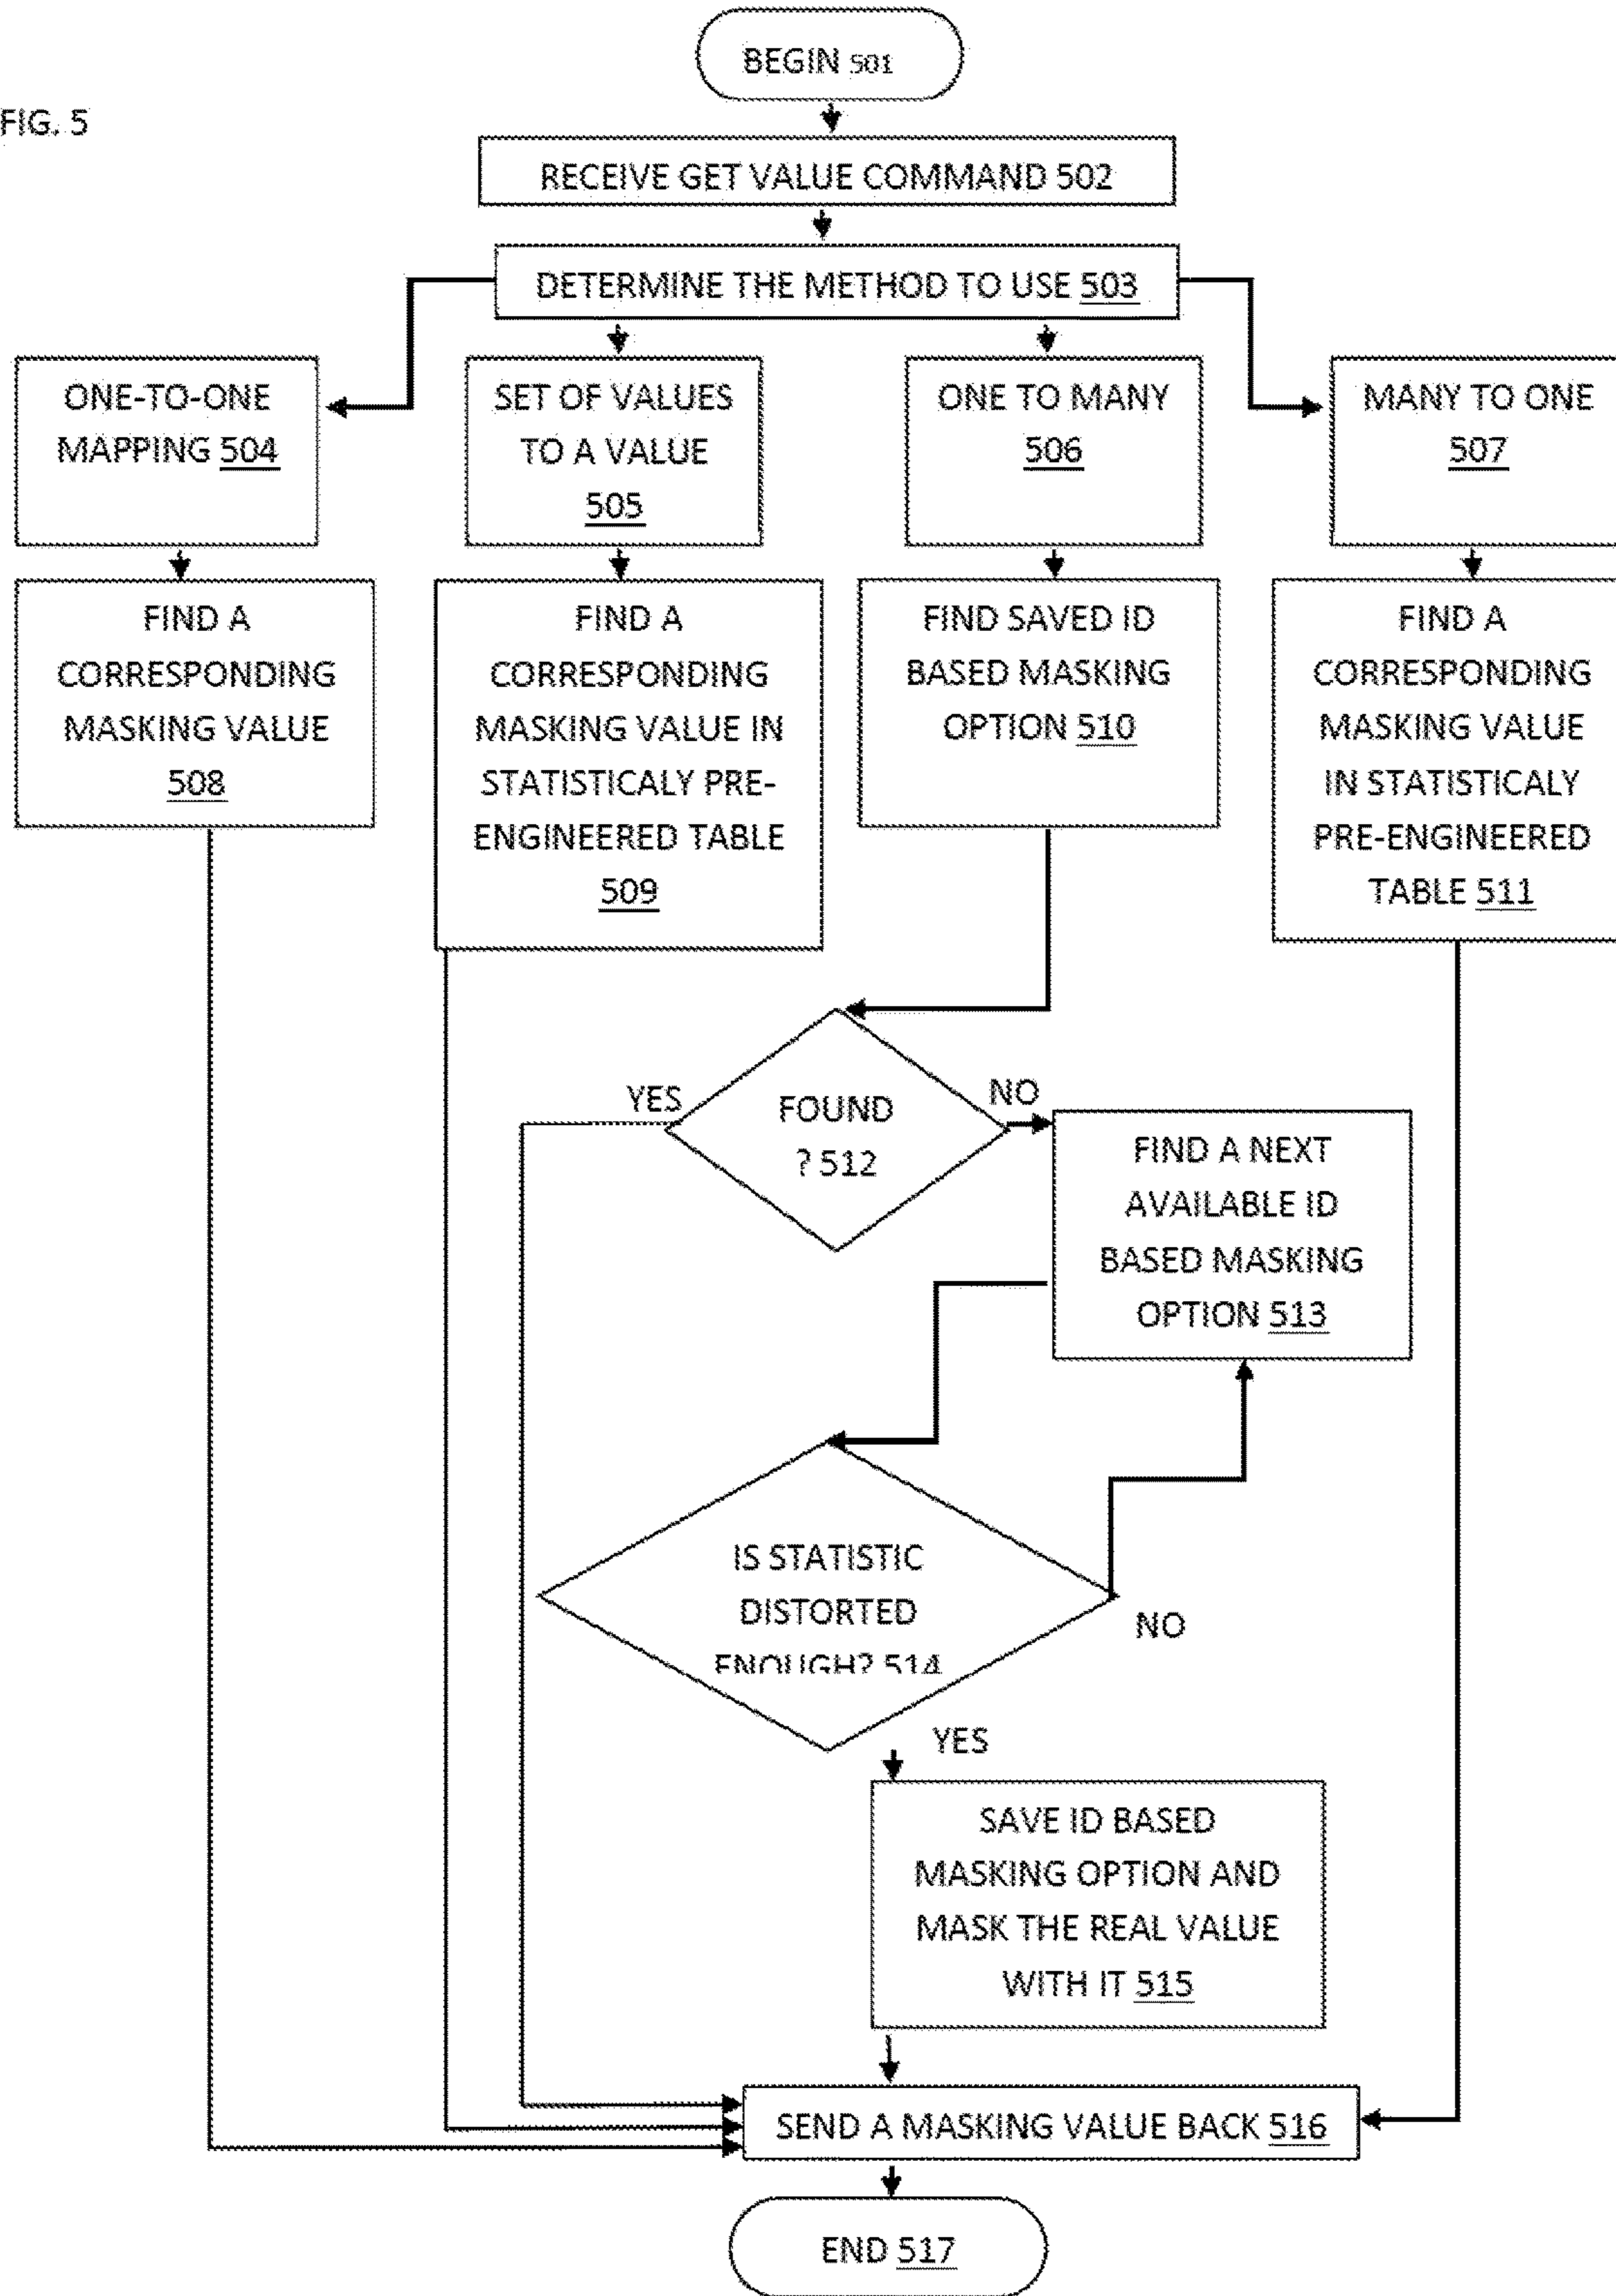 BEGIN 501
FIG. 5
RECEIVE GET VALUE COMMAND 502
DETERMINE THE METHOD TO USE 503
ONE-TO-ONE
MAPPING 504
SET OF VALUES
TO A VALUE
505
ONE TO MANY
506
MANY TO ONE
507
FIND A
CORRESPONDING
MASKING VALUE
508
FIND A
CORRESPONDING
MASKING VALUE IN
STATISTICALY PRE-
ENGINEERED TABLE
509
FIND SAVED ID
BASED MASKING
OPTION 510
FIND A
CORRESPONDING
MASKING VALUE
IN STATISTICALY
PRE-ENGINEERED
TABLE 511
YES
FOUND
? 512
NO
FIND A NEXT
AVAILABLE ID
BASED MASKING
OPTION 513
IS STATISTIC
DISTORTED
ENOUGH? 514
NO
YES
SAVE ID BASED
MASKING OPTION AND
MASK THE REAL VALUE
WITH IT 515
SEND A MASKING VALUE BACK 516
END 517